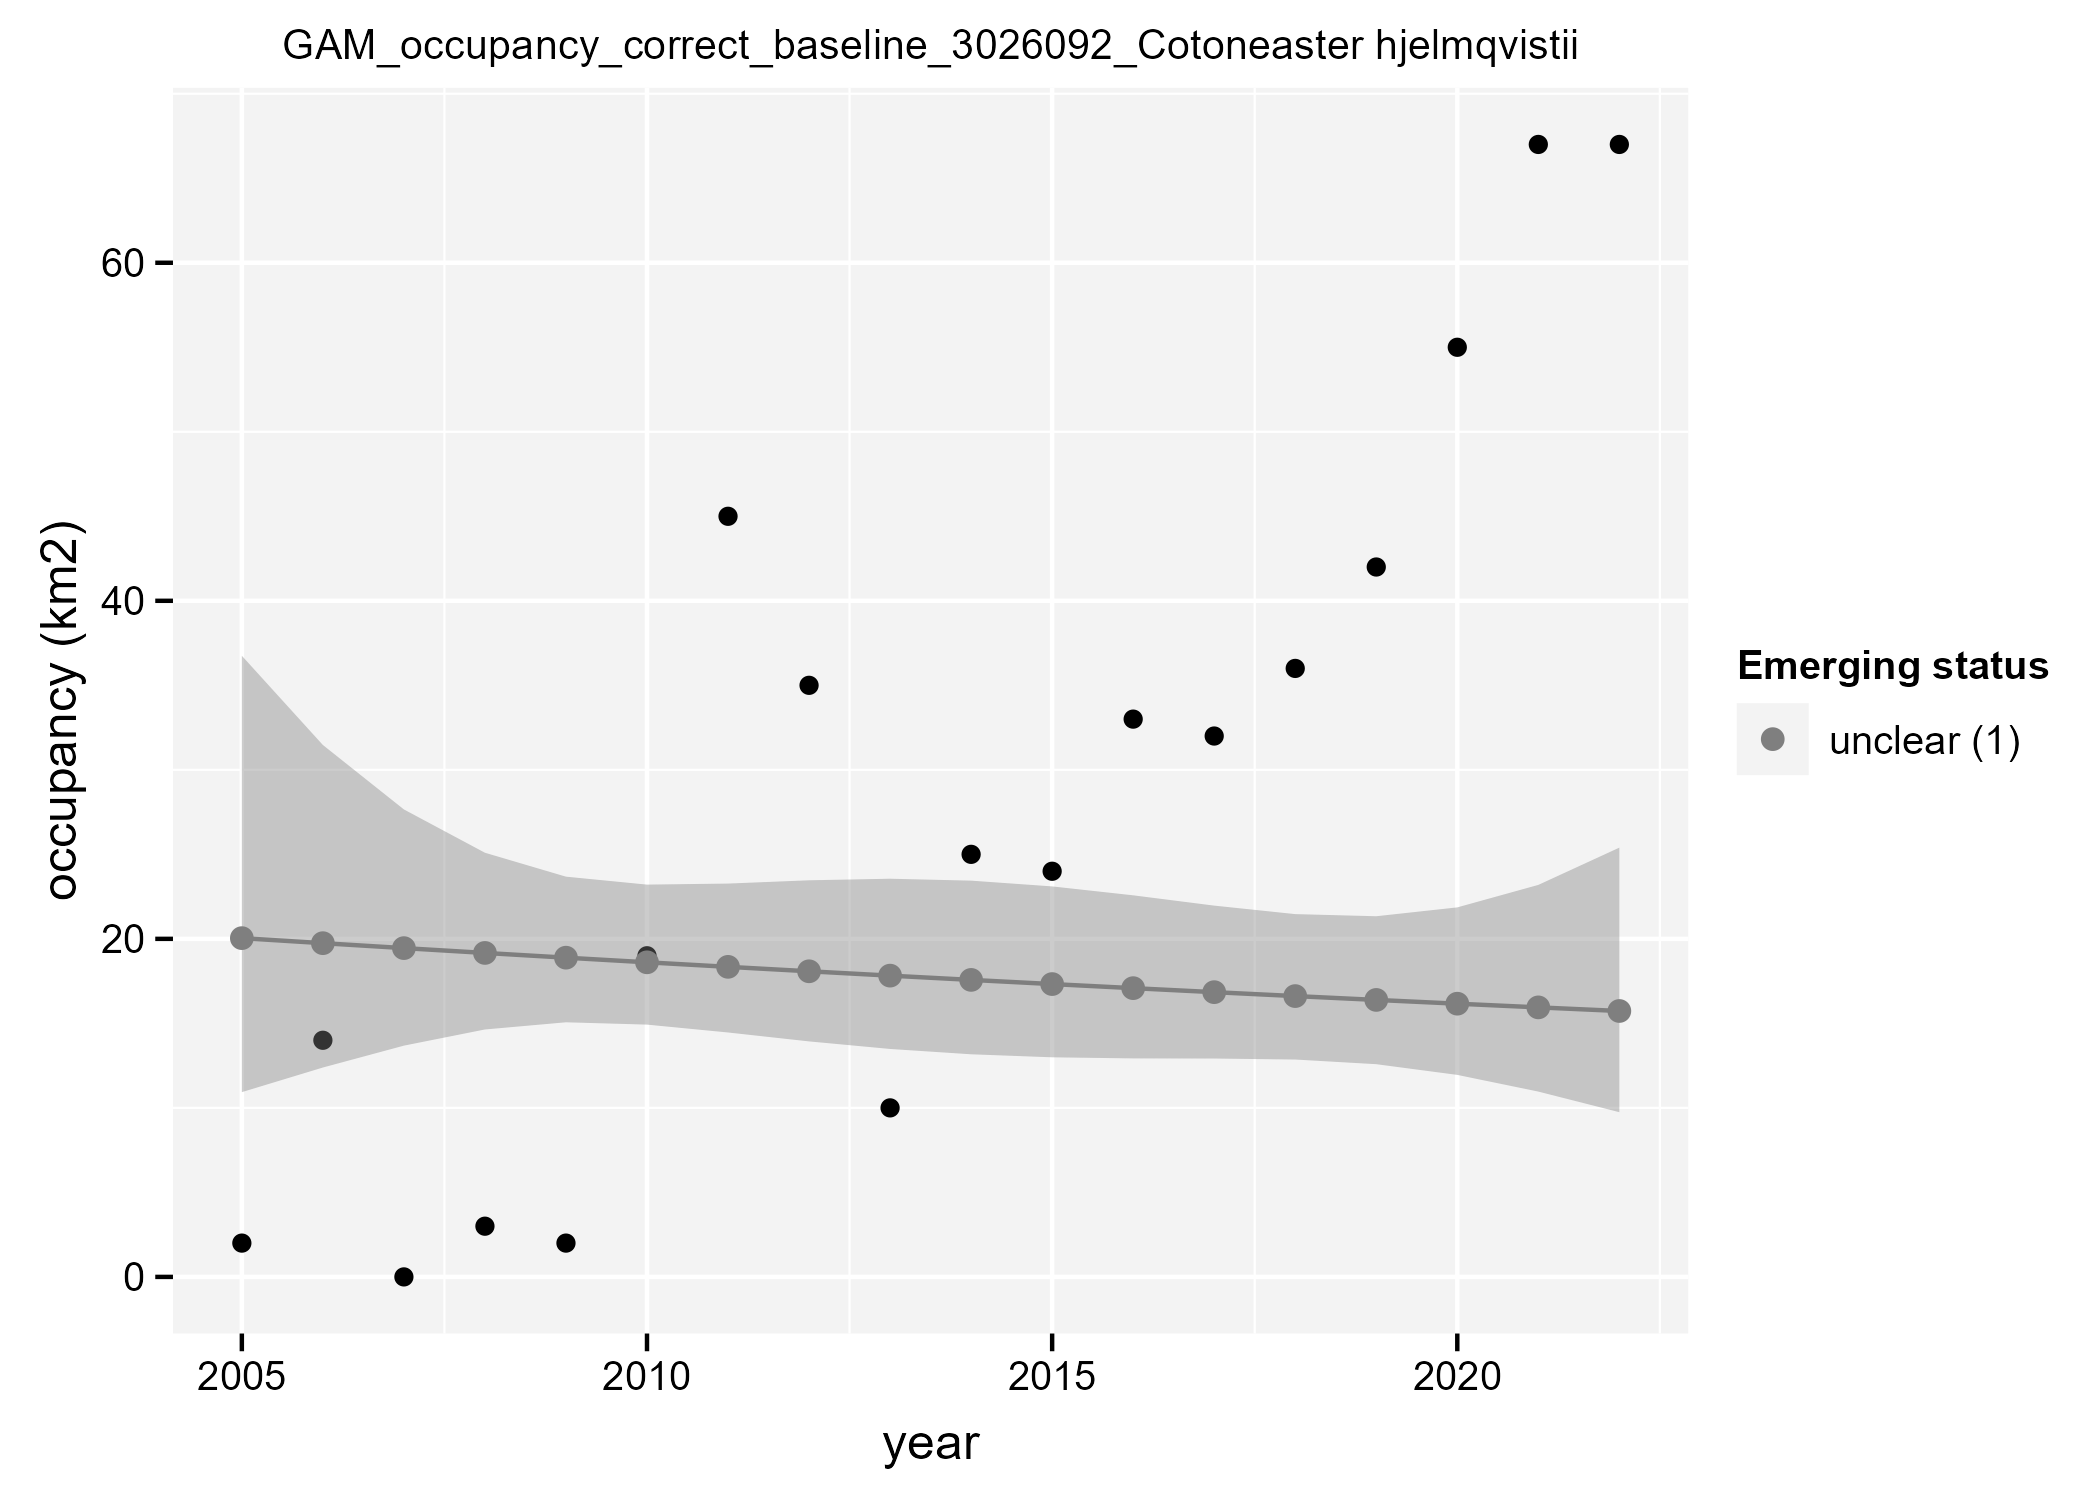 GAM_occupancy_correct_baseline_3026092_Cotoneaster hjelmqvistii
60
40
20
0
occupancy (km2)
2005 2010 2015 2020
year
Emerging status
unclear (1)